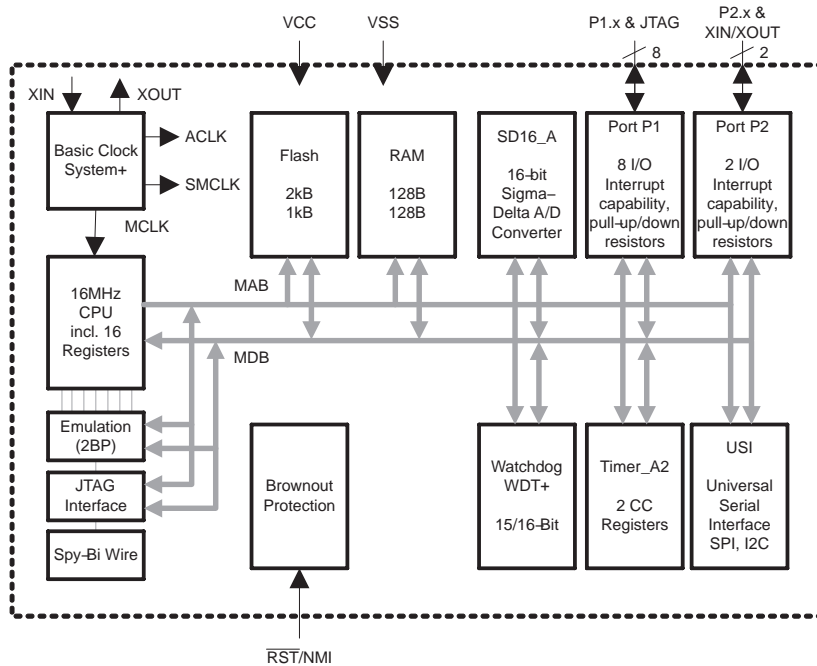 VCC
VSS
P1.x & JTAG
8
P2.x &
XIN/XOUT
2
XIN
XOUT
Basic Clock
System+
ACLK
SMCLK
MCLK
Flash
2kB
1kB
RAM
128B
128B
SD16_A
16-bit
Sigma–
Delta A/D
Converter
Port P1
8 I/O
Interrupt
capability,
pull-up/down
resistors
Port P2
2 I/O
Interrupt
capability,
pull-up/down
resistors
16MHz
CPU
incl. 16
Registers
MAB
MDB
Emulation
(2BP)
JTAG
Interface
Spy–Bi Wire
Brownout
Protection
Watchdog
WDT+
15/16-Bit
Timer_A2
2 CC
Registers
USI
Universal
Serial
Interface
SPI, I2C
RST/NMI